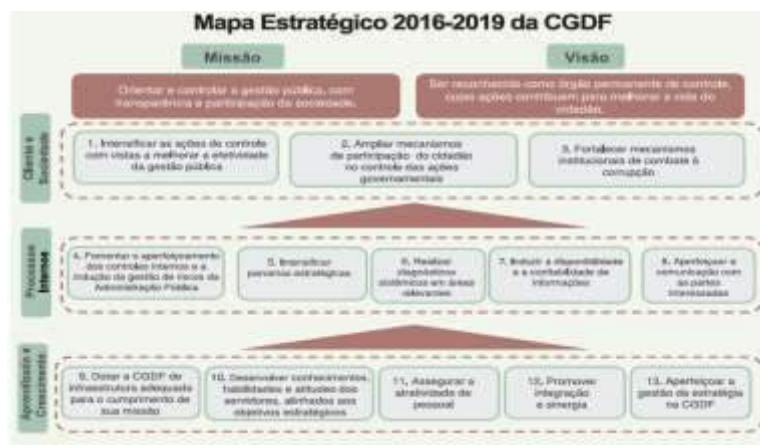 Mapa Estratégico 2016-2019 da CGDF
Missão
Visão
Orientar e controlar a gestão pública, com
transparência e participação da sociedade.
Ser reconhecida como órgão permanente de controle,
cujas ações contribuem para melhorar a vida do
cidadão.
Cliente e
Sociedade
1. Intensificar as ações de controle
com vistas a melhorar a efetividade
da gestão pública
2. Ampliar mecanismos
de participação do cidadão
no controle das ações
governamentais
3. Fortalecer mecanismos
institucionais de combate à
corrupção
Processos
Internos
4. Fomentar o aperfeiçoamento
dos controles internos e a
indução da gestão de riscos da
Administração Pública
5. Intensificar
parcerias estratégicas
6. Realizar
diagnósticos
sistêmicos em áreas
relevantes
7. Induzir a disponibilidade
e a confiabilidade de
informações
8. Aperfeiçoar a
comunicação com
as partes
interessadas
Aprendizado e
Crescimento
9. Dotar a CGDF de
infraestrutura adequada
para o cumprimento de
sua missão
10. Desenvolver conhecimentos,
habilidades e atitudes dos
servidores, alinhados aos
objetivos estratégicos
11. Assegurar a
atratividade de
pessoal
12. Promover
integração
e sinergia
13. Aperfeiçoar a
gestão da estratégia
na CGDF